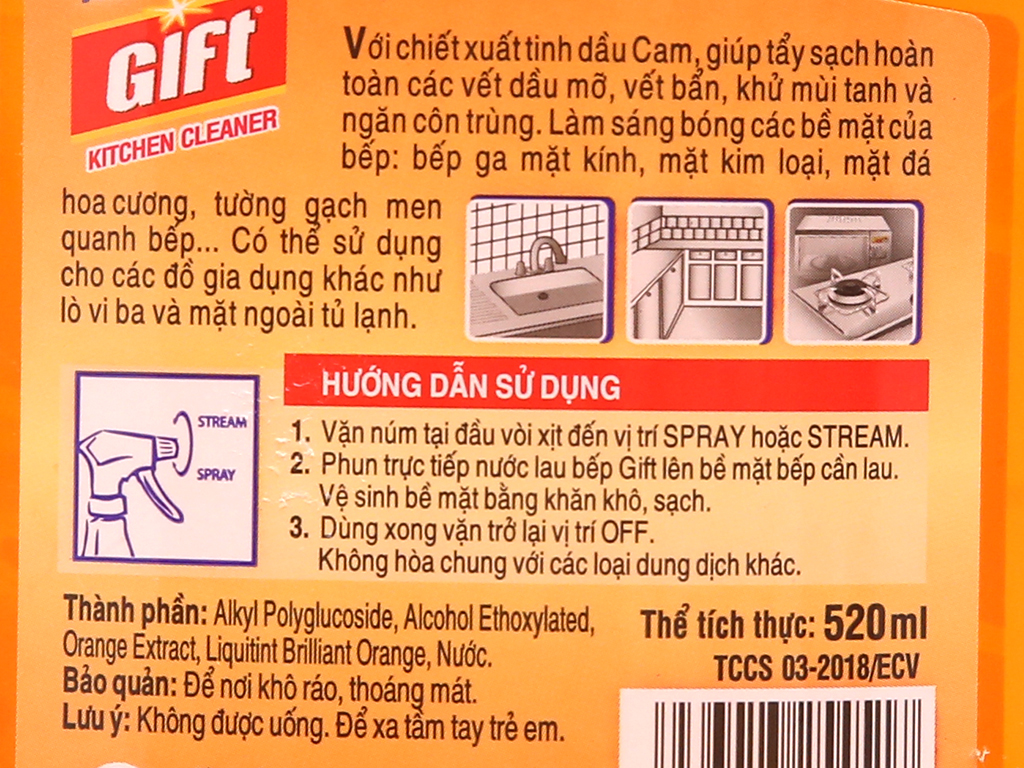 GIFT®
KITCHEN CLEANER
Với chiết xuất tinh dầu Cam, giúp tẩy sạch hoàn
toàn các vết dầu mỡ, vết bẩn, khử mùi tanh và
ngăn côn trùng. Làm sáng bóng các bề mặt của
bếp: bếp ga mặt kính, mặt kim loại, mặt đá
hoa cương, tường gạch men
quanh bếp... Có thể sử dụng
cho các đồ gia dụng khác như
lò vi ba và mặt ngoài tủ lạnh.
HƯỚNG DẪN SỬ DỤNG
STREAM
SPRAY
1. Vặn núm tại đầu vòi xịt đến vị trí SPRAY hoặc STREAM.
2. Phun trực tiếp nước lau bếp Gift lên bề mặt bếp cần lau.
Vệ sinh bề mặt bằng khăn khô, sạch.
3. Dùng xong vặn trở lại vị trí OFF.
Không hòa chung với các loại dung dịch khác.
Thành phần: Alkyl Polyglucoside, Alcohol Ethoxylated,
Orange Extract, Liquitint Brilliant Orange, Nước.
Bảo quản: Để nơi khô ráo, thoáng mát.
Lưu ý: Không được uống. Để xa tầm tay trẻ em.
Thể tích thực: 520ml
TCCS 03-2018/ECV